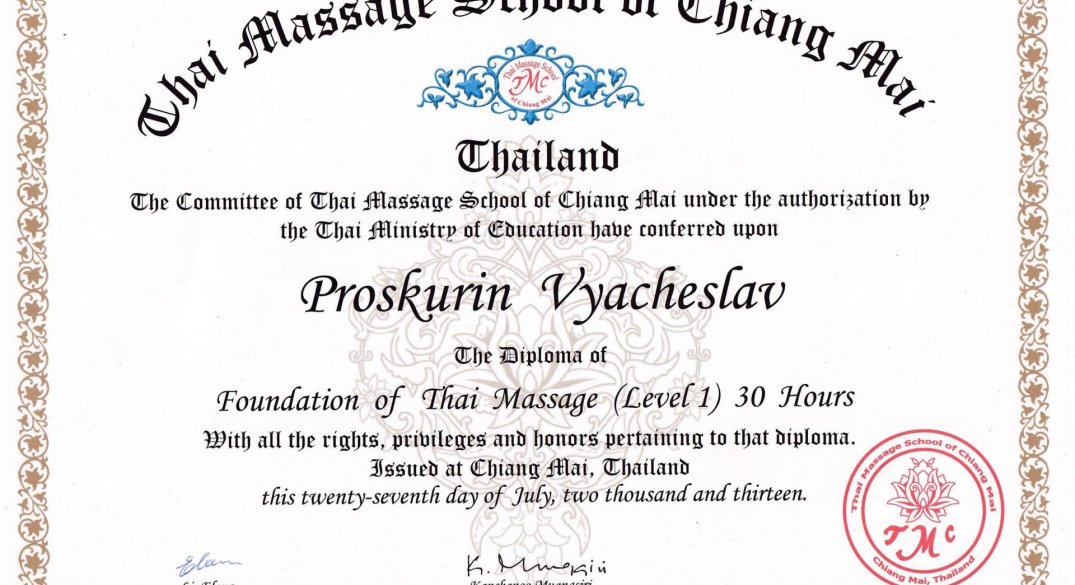 Thai Massage School of Chiang Mai
Thai Massage School
TMC
of Chiang Mai
Thailand
The Committee of Thai Massage School of Chiang Mai under the authorization by
the Thai Ministry of Education have conferred upon
Proskurin Vyacheslav
The Diploma of
Foundation of Thai Massage (Level 1) 30 Hours
With all the rights, privileges and honors pertaining to that diploma.
Issued at Chiang Mai, Thailand
this twenty-seventh day of July, two thousand and thirteen.
Thai Massage School of Chiang Mai
TMC
Chiang Mai, Thailand
K. Mungsiri